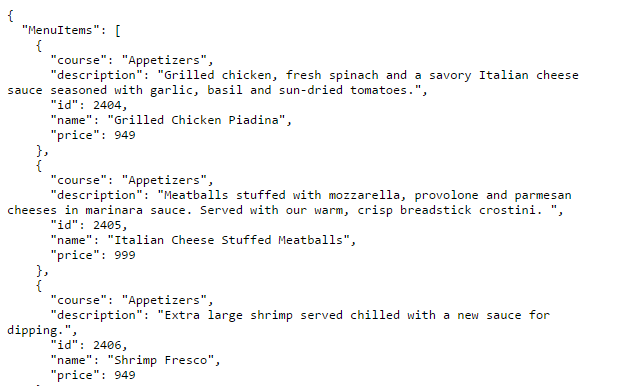 {
  "MenuItems": [
    {
      "course": "Appetizers",
      "description": "Grilled chicken, fresh spinach and a savory Italian cheese
sauce seasoned with garlic, basil and sun-dried tomatoes.",
      "id": 2404,
      "name": "Grilled Chicken Piadina",
      "price": 949
    },
    {
      "course": "Appetizers",
      "description": "Meatballs stuffed with mozzarella, provolone and parmesan
cheeses in marinara sauce. Served with our warm, crisp breadstick crostini. ",
      "id": 2405,
      "name": "Italian Cheese Stuffed Meatballs",
      "price": 999
    },
    {
      "course": "Appetizers",
      "description": "Extra large shrimp served chilled with a new sauce for
dipping.",
      "id": 2406,
      "name": "Shrimp Fresco",
      "price": 949